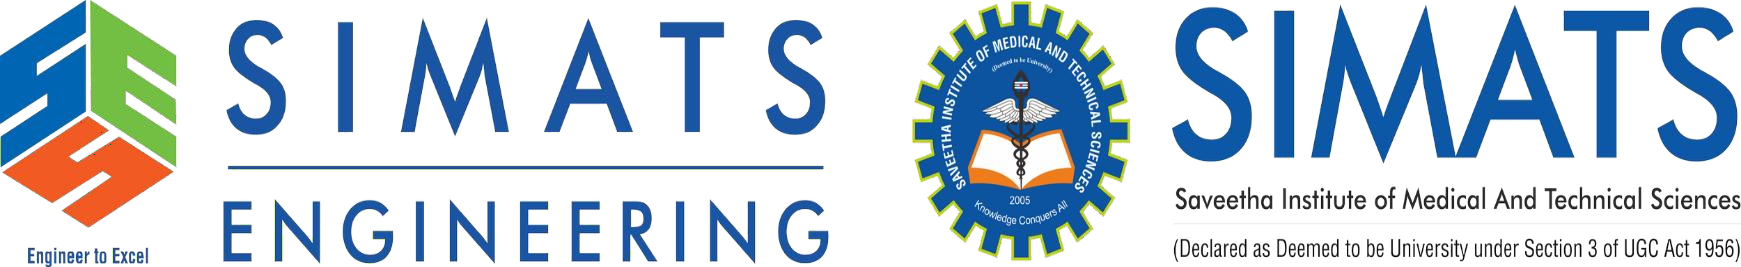 SIMATS
ENGINEERING
Engineer to Excel
SAVEETHA INSTITUTE OF MEDICAL AND TECHNICAL SCIENCES
(Deemed to be University)
2005
Knowledge Conquers All
SIMATS
Saveetha Institute of Medical And Technical Sciences
(Declared as Deemed to be University under Section 3 of UGC Act 1956)